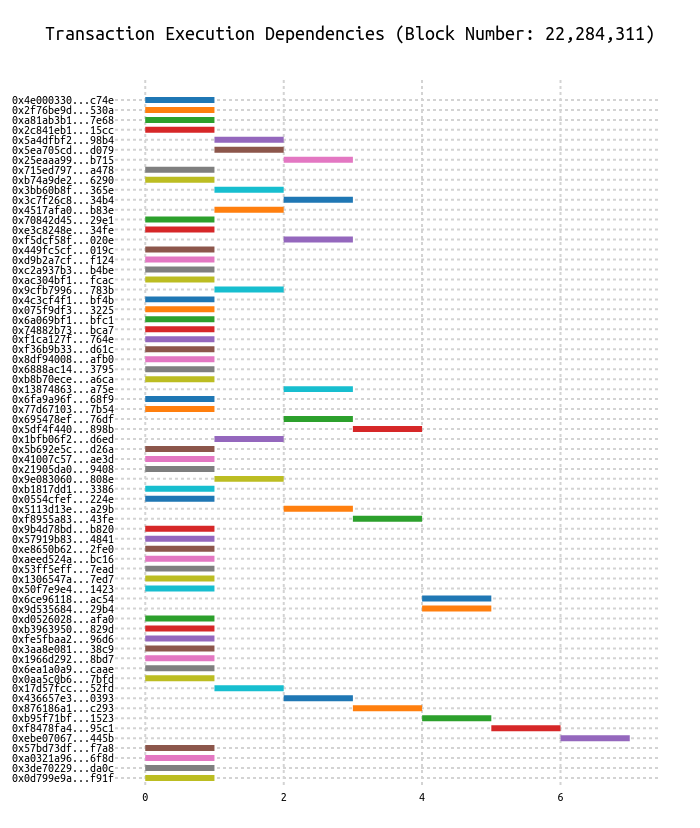 Transaction Execution Dependencies (Block Number: 22,284,311)
0x4e000330...c74e
0x2f76be9d...530a
0xa81ab3b1...7e68
0x2c841eb1...15cc
0x5a4dfbf2...98b4
0x5ea705cd...d079
0x25eaaa99...b715
0x715ed797...a478
0xb74a9de2...6290
0x3bb60b8f...365e
0x3c7f26c8...34b4
0x4517afa0...b83e
0x70842d45...29e1
0xe3c8248e...34fe
0xf5dcf58f...020e
0x449fc5cf...019c
0xd9b2a7cf...f124
0xc2a937b3...b4be
0xac304bf1...fcac
0x9cfb7996...783b
0x4c3cf4f1...bf4b
0x075f9df3...3225
0x6a069bf1...bfc1
0x74882b73...bca7
0xf1ca127f...764e
0xf36b9b33...d61c
0x8df94008...afb0
0x6888ac14...3795
0xb8b70ece...a6ca
0x13874863...a75e
0x6fa9a96f...68f9
0x77d67103...7b54
0x695478ef...76df
0x5df4f440...898b
0x1bfb06f2...d6ed
0x5b692e5c...d26a
0x41007c57...ae3d
0x21905da0...9408
0x9e083060...808e
0xb1817dd1...3386
0x0554cfef...224e
0x5113d13e...a29b
0xf8955a83...43fe
0x9b4d78bd...b820
0x57919b83...4841
0xe8650b62...2fe0
0xaeed524a...bc16
0x53ff5eff...7ead
0x1306547a...7ed7
0x50f7e9e4...1423
0x6ce96118...ac54
0x9d535684...29b4
0xd0526028...afa0
0xb3963950...829d
0xfe5fbaa2...96d6
0x3aa8e081...38c9
0x1966d292...8bd7
0x6ea1a0a9...caae
0x0aa5c0b6...7bfd
0x17d57fcc...52fd
0x436657e3...0393
0x876186a1...c293
0xb95f71bf...1523
0xf8478fa4...95c1
0xebe07067...445b
0x57bd73df...f7a8
0xa0321a96...6f8d
0x3de70229...da0c
0x0d799e9a...f91f
0 2 4 6